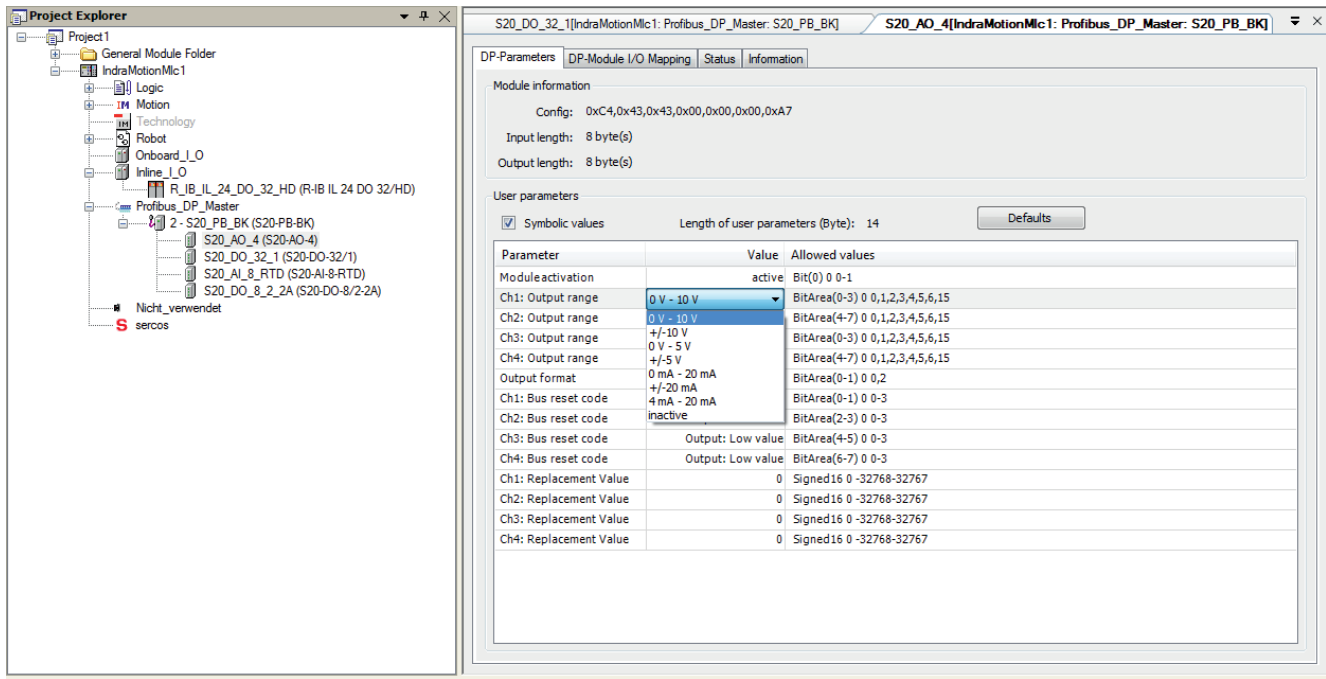 Project Explorer
Project1
General Module Folder
IndraMotionMlc1
Logic
IM Motion
IM Technology
Robot
Onboard_I_O
Inline_I_O
R_IB_IL_24_DO_32_HD (R-IB IL 24 DO 32/HD)
Profibus_DP_Master
2 - S20_PB_BK (S20-PB-BK)
S20_AO_4 (S20-AO-4)
S20_DO_32_1 (S20-DO-32/1)
S20_AI_8_RTD (S20-AI-8-RTD)
S20_DO_8_2_2A (S20-DO-8/2-2A)
Nicht_verwendet
S sercos
S20_DO_32_1[IndraMotionMlc1: Profibus_DP_Master: S20_PB_BK] S20_AO_4[IndraMotionMlc1: Profibus_DP_Master: S20_PB_BK]
DP-Parameters DP-Module I/O Mapping Status Information
Module information
Config: 0xC4,0x43,0x43,0x00,0x00,0x00,0xA7
Input length: 8 byte(s)
Output length: 8 byte(s)
User parameters
Symbolic values Length of user parameters (Byte): 14 Defaults
Parameter Value Allowed values
Moduleactivation active Bit(0) 0 0-1
Ch1: Output range 0 V - 10 V BitArea(0-3) 0 0,1,2,3,4,5,6,15
Ch2: Output range BitArea(4-7) 0 0,1,2,3,4,5,6,15
Ch3: Output range BitArea(0-3) 0 0,1,2,3,4,5,6,15
Ch4: Output range BitArea(4-7) 0 0,1,2,3,4,5,6,15
Output format BitArea(0-1) 0 0,2
Ch1: Bus reset code BitArea(0-1) 0 0-3
Ch2: Bus reset code BitArea(2-3) 0 0-3
0 V - 10 V
+/-10 V
0 V - 5 V
+/-5 V
0 mA - 20 mA
+/-20 mA
4 mA - 20 mA
inactive
Ch3: Bus reset code Output: Low value BitArea(4-5) 0 0-3
Ch4: Bus reset code Output: Low value BitArea(6-7) 0 0-3
Ch1: Replacement Value 0 Signed16 0 -32768-32767
Ch2: Replacement Value 0 Signed16 0 -32768-32767
Ch3: Replacement Value 0 Signed16 0 -32768-32767
Ch4: Replacement Value 0 Signed16 0 -32768-32767